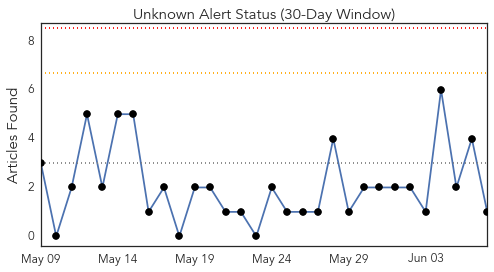 Unknown Alert Status (30-Day Window)
Articles Found
8
6
4
2
0
May 09 May 14 May 19 May 24 May 29 Jun 03